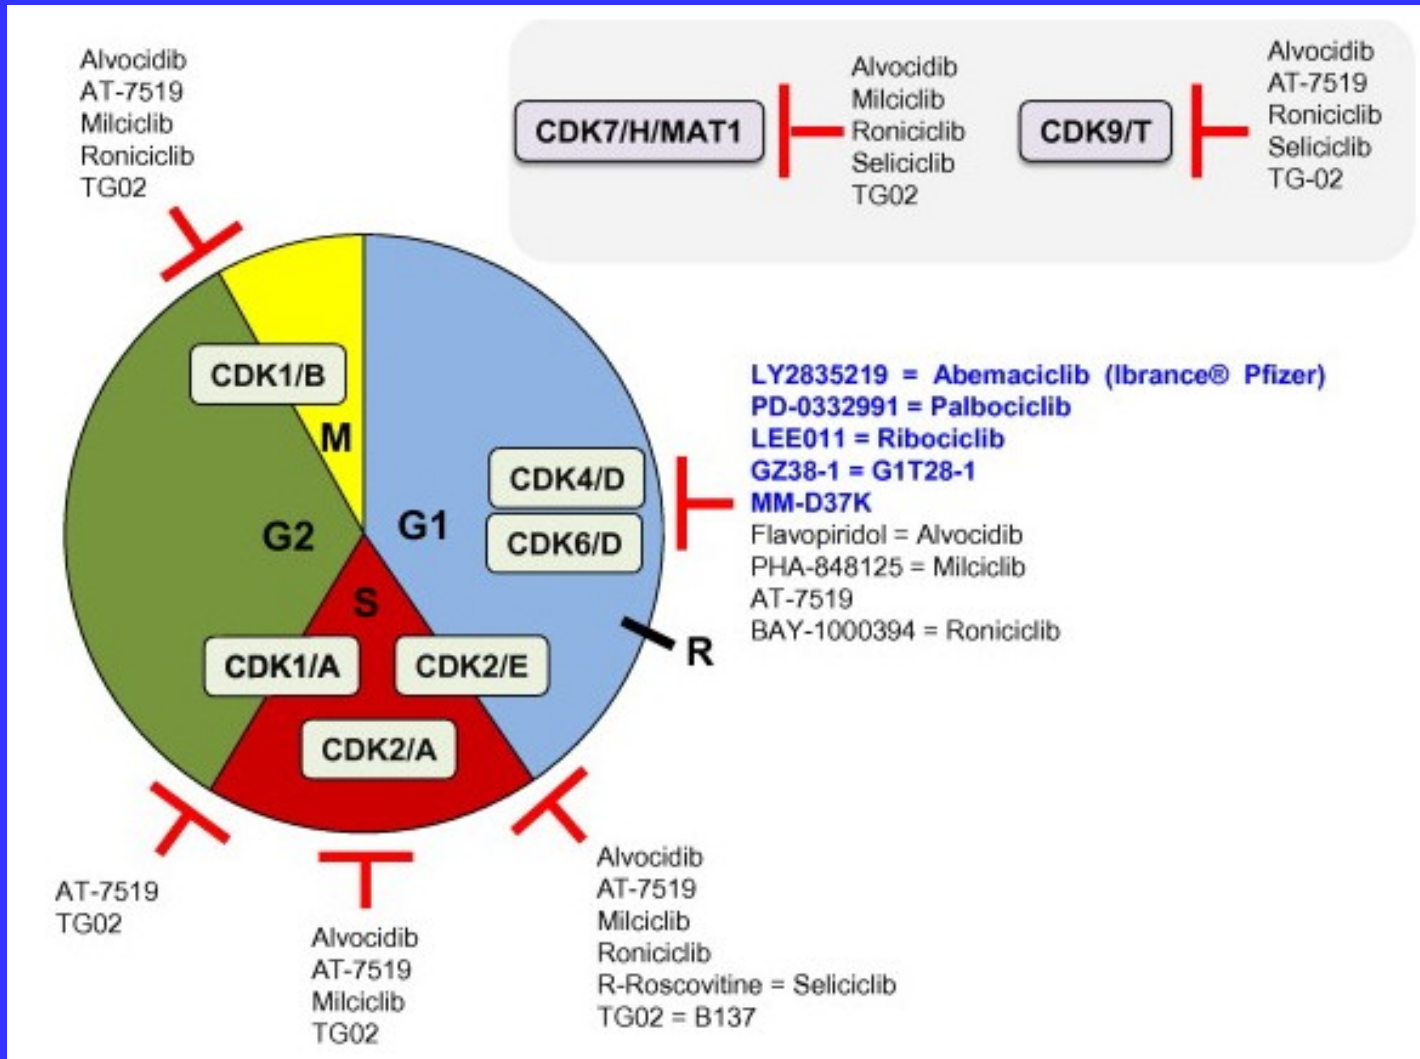 Alvocidib
AT-7519
Milciclib
Roniciclib
TG02
CDK7/H/MAT1
Alvocidib
Milciclib
Roniciclib
Seliciclib
TG02
CDK9/T
Alvocidib
AT-7519
Roniciclib
Seliciclib
TG-02
CDK1/B
M
G2
G1
S
CDK4/D
CDK6/D
R
CDK1/A
CDK2/E
CDK2/A
LY2835219 = Abemaciclib (Ibrance® Pfizer)
PD-0332991 = Palbociclib
LEE011 = Ribociclib
GZ38-1 = G1T28-1
MM-D37K
Flavopiridol = Alvocidib
PHA-848125 = Milciclib
AT-7519
BAY-1000394 = Roniciclib
AT-7519
TG02
Alvocidib
AT-7519
Milciclib
TG02
Alvocidib
AT-7519
Milciclib
Roniciclib
R-Roscovitine = Seliciclib
TG02 = B137